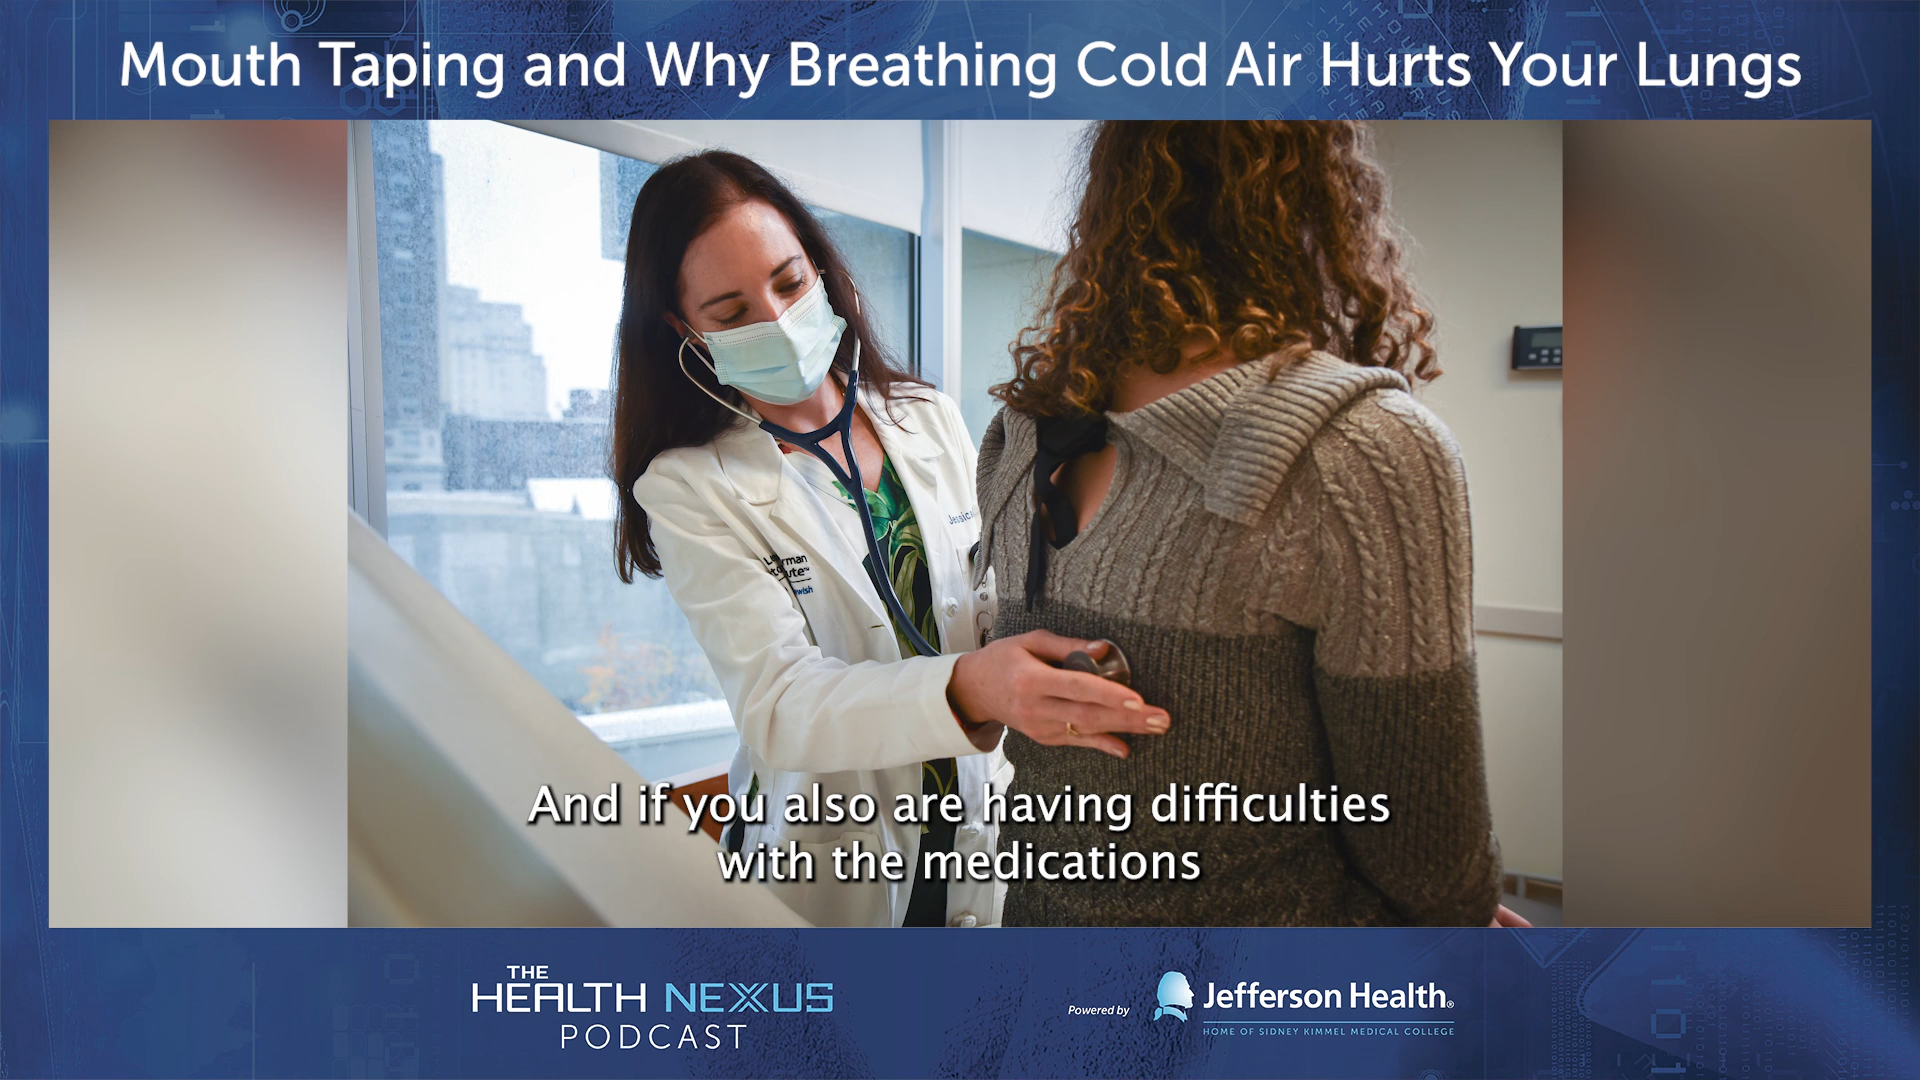 Mouth Taping and Why Breathing Cold Air Hurts Your Lungs
And if you also are having difficulties
with the medications
THE
HEALTH NEXUS
PODCAST
Powered by
Jefferson Health®
HOME OF SIDNEY KIMMEL MEDICAL COLLEGE